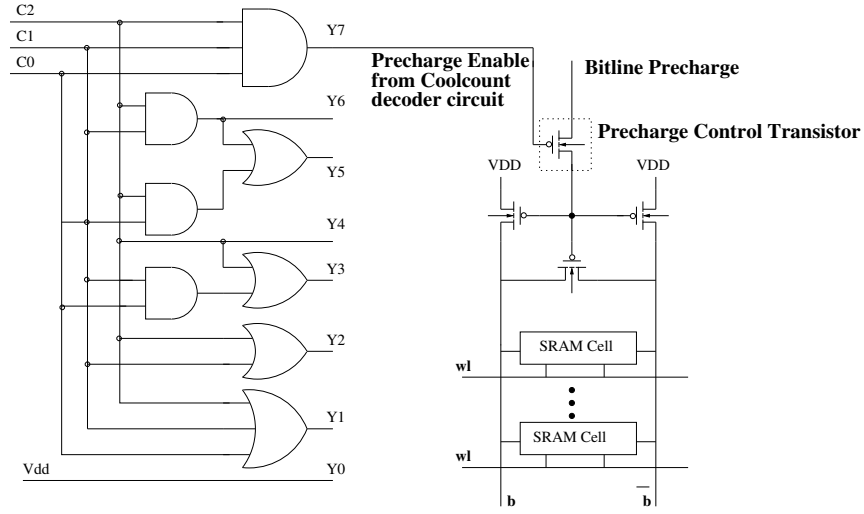 C2
C1
C0
Y7
Y6
Y5
Y4
Y3
Y2
Y1
Vdd
Y0
Precharge Enable
from Coolcount
decoder circuit
Bitline Precharge
Precharge Control Transistor
VDD
VDD
SRAM Cell
wl
SRAM Cell
wl
b
b